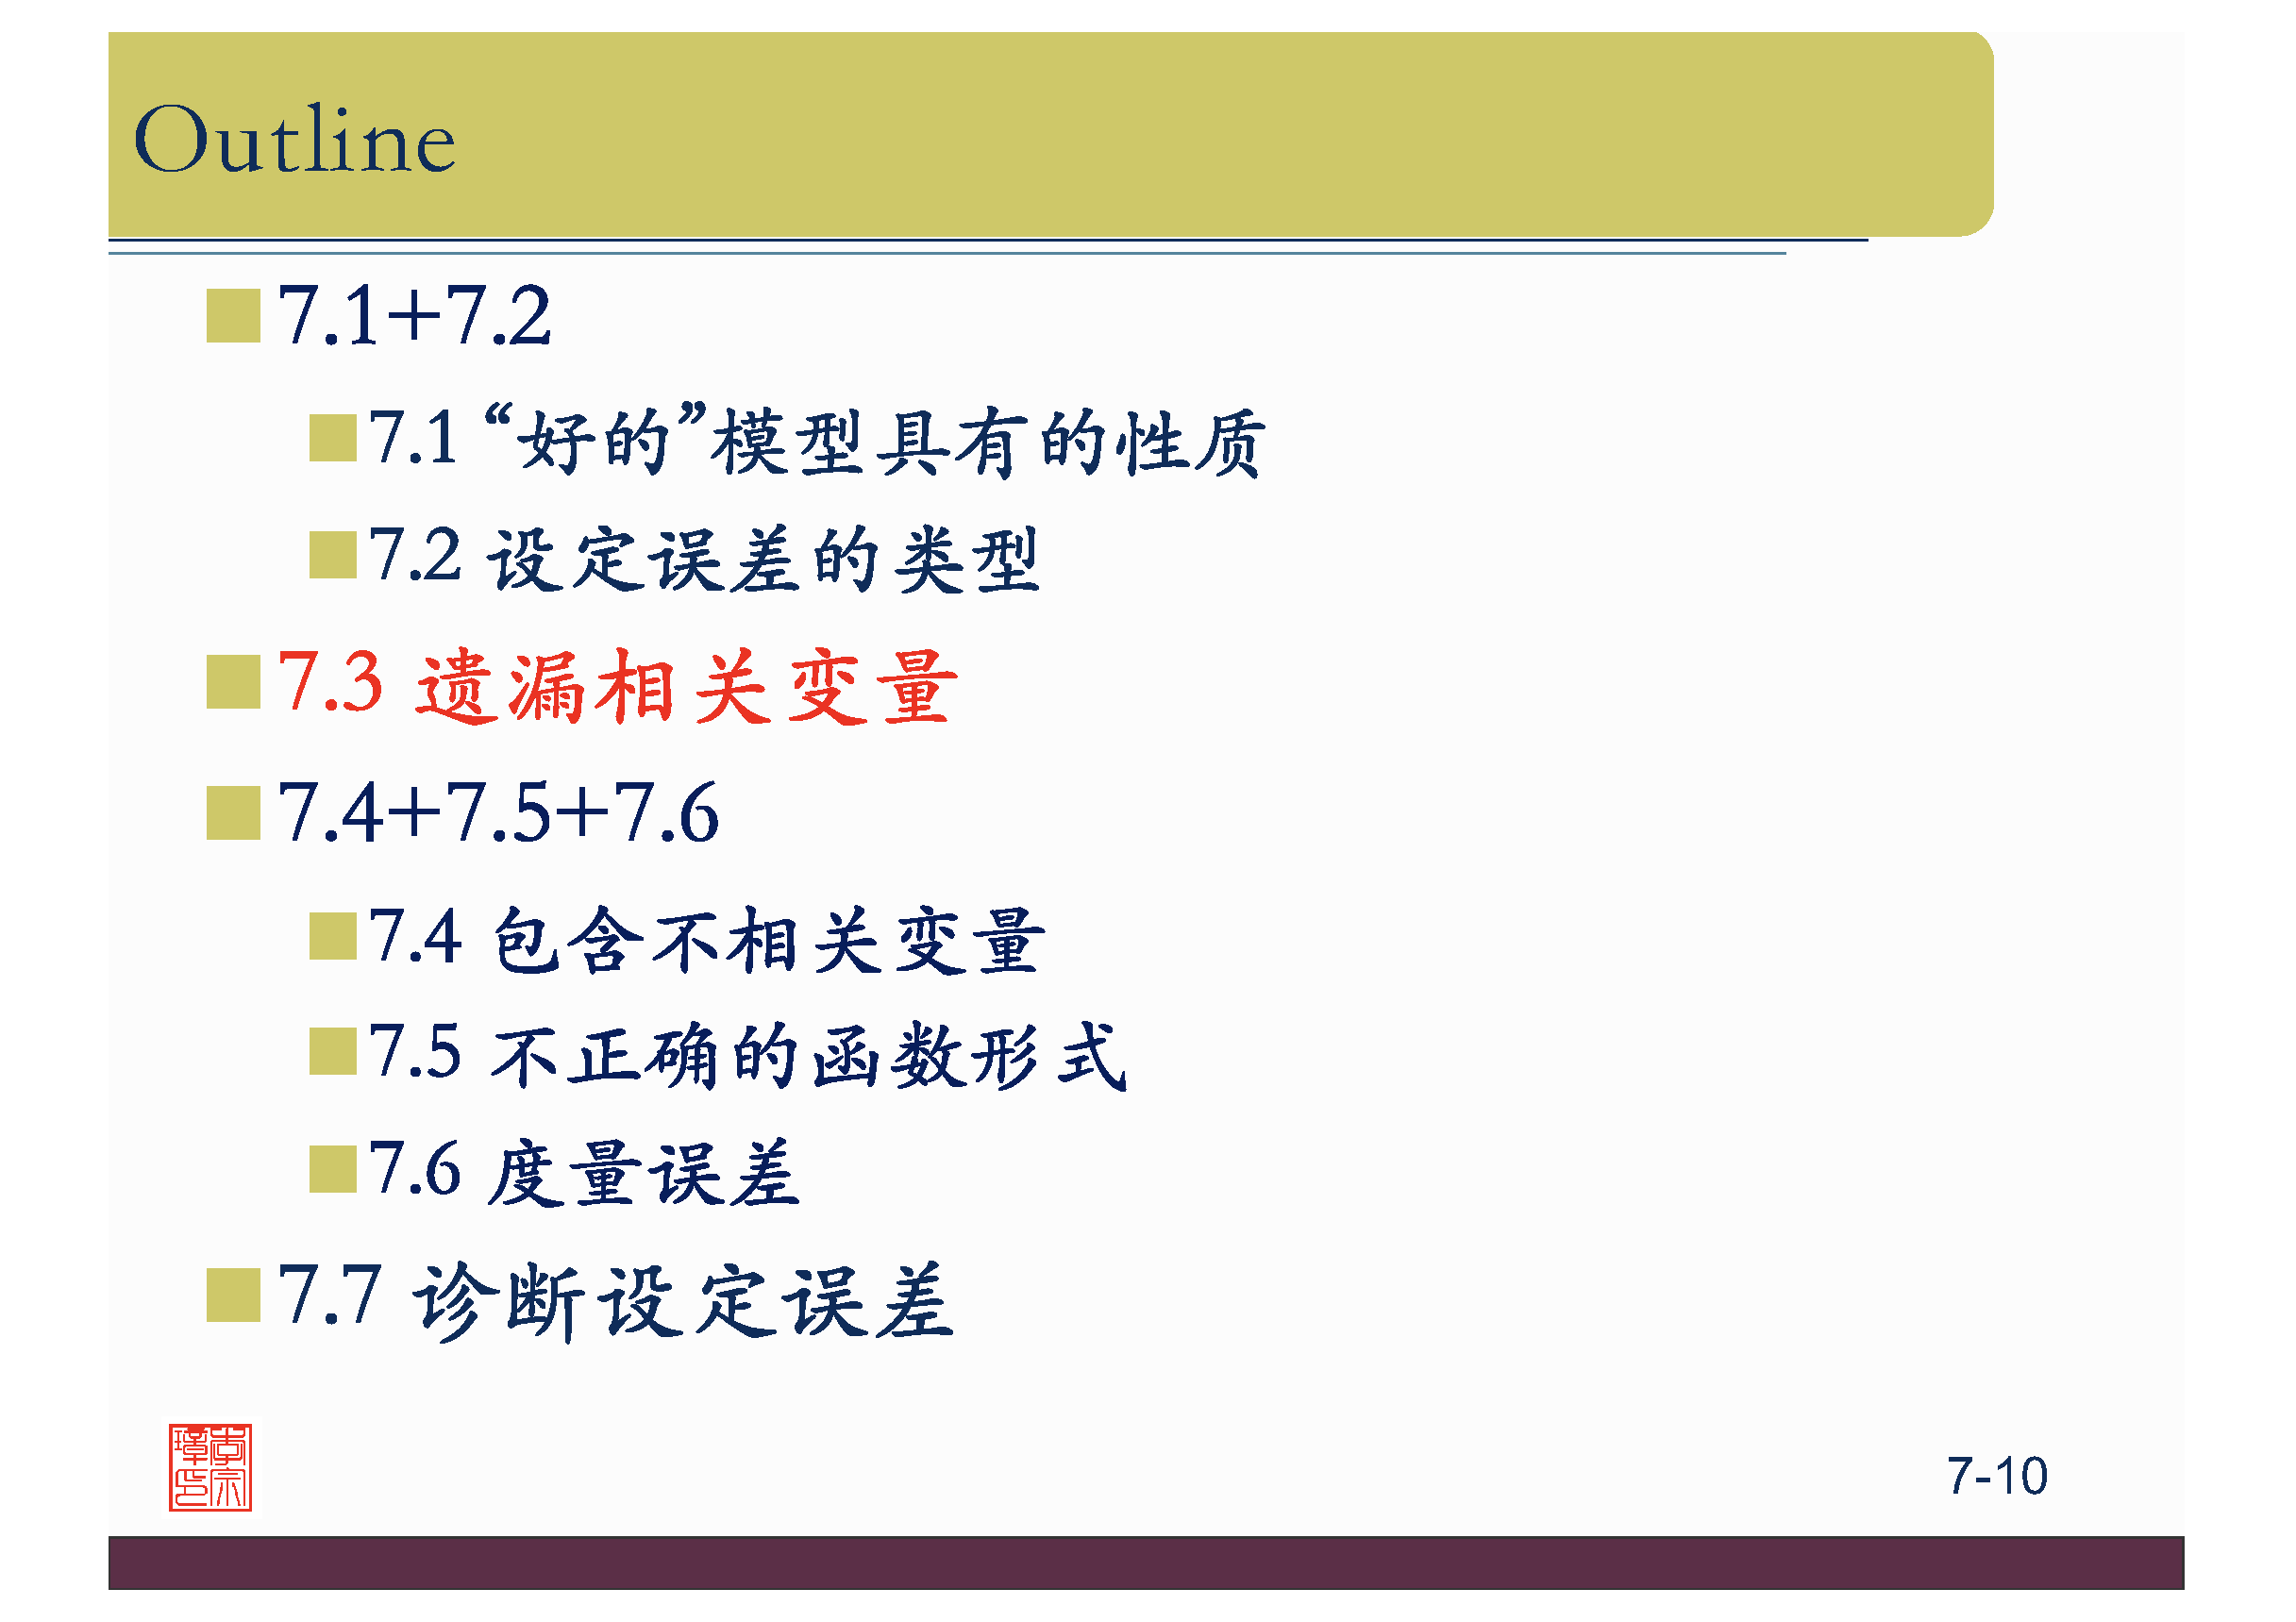 Outline
7.1+7.2
7.1 “好的”模型具有的性质
7.2 设定误差的类型
7.3 遗漏相关变量
7.4+7.5+7.6
7.4 包含不相关变量
7.5 不正确的函数形式
7.6 度量误差
7.7 诊断设定误差
7-10